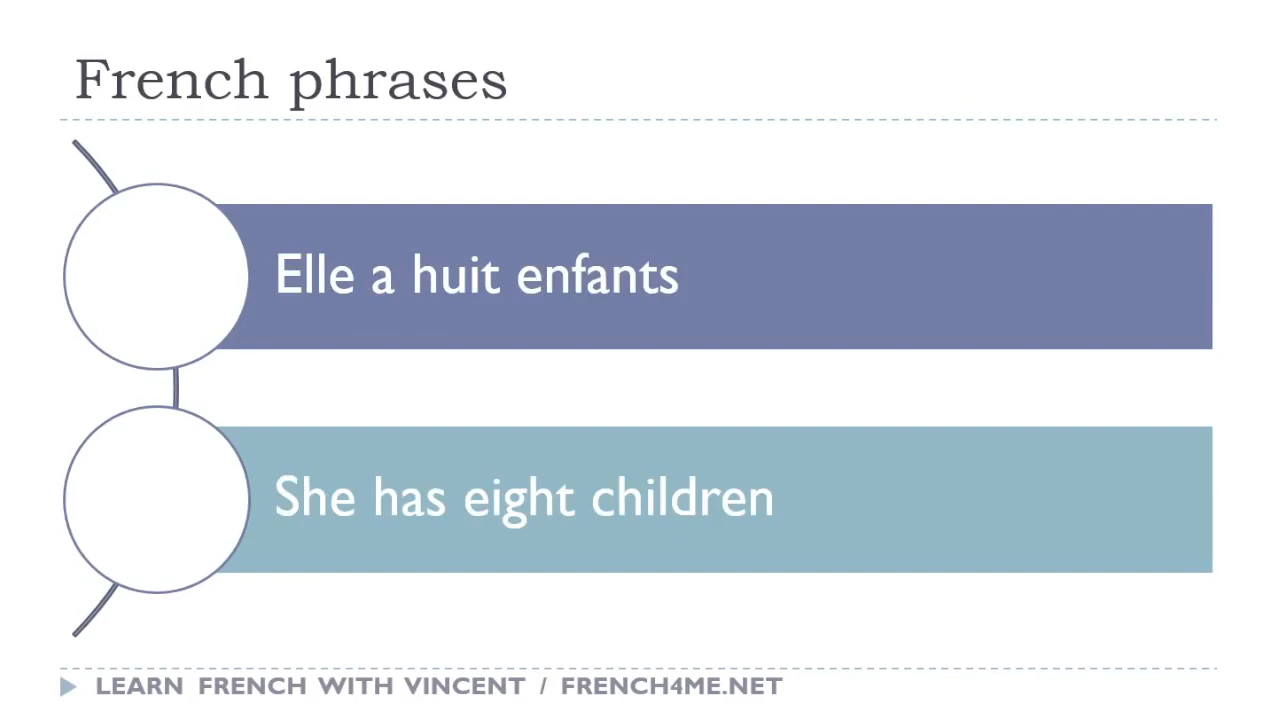 French phrases
Elle a huit enfants
She has eight children
LEARN FRENCH WITH VINCENT / FRENCH4ME.NET